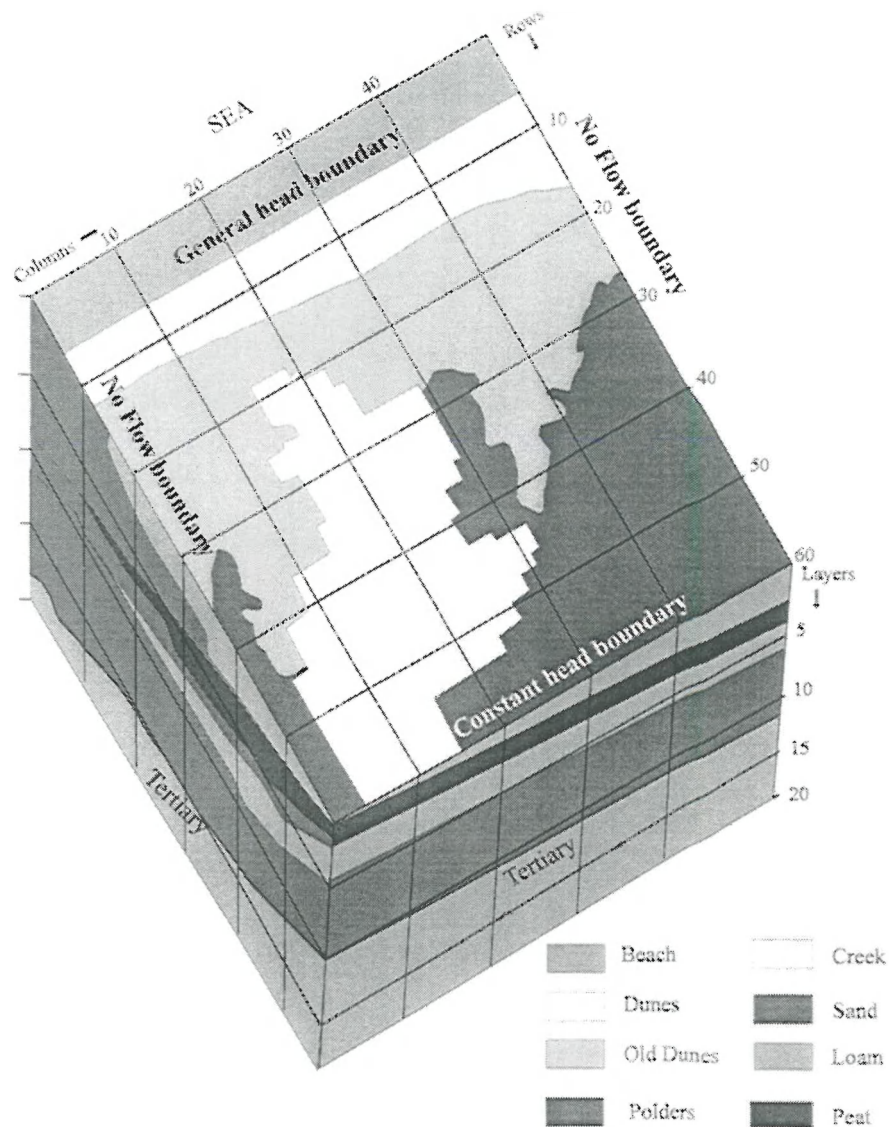 Rows
SEA
40
30
20
10
General head boundary
Columns
10
20
30
40
50
60
No Flow boundary
No Flow boundary
Constant head boundary
Layers
5
10
15
20
Tertiary
Tertiary
Beach
Creek
Dunes
Sand
Old Dunes
Loam
Polders
Peat